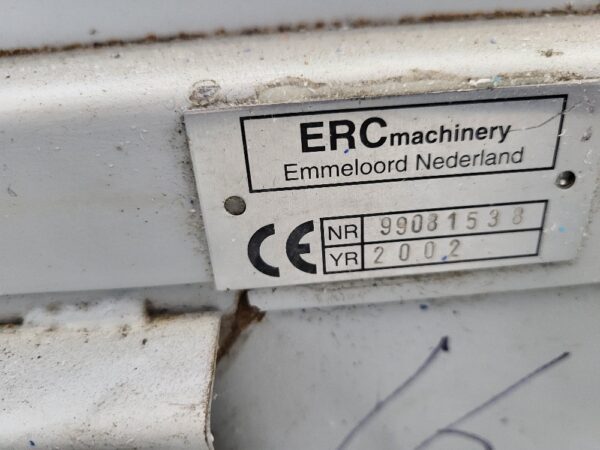 ERCmachinery
Emmeloord Nederland
CE
NR 99081538
YR 2002